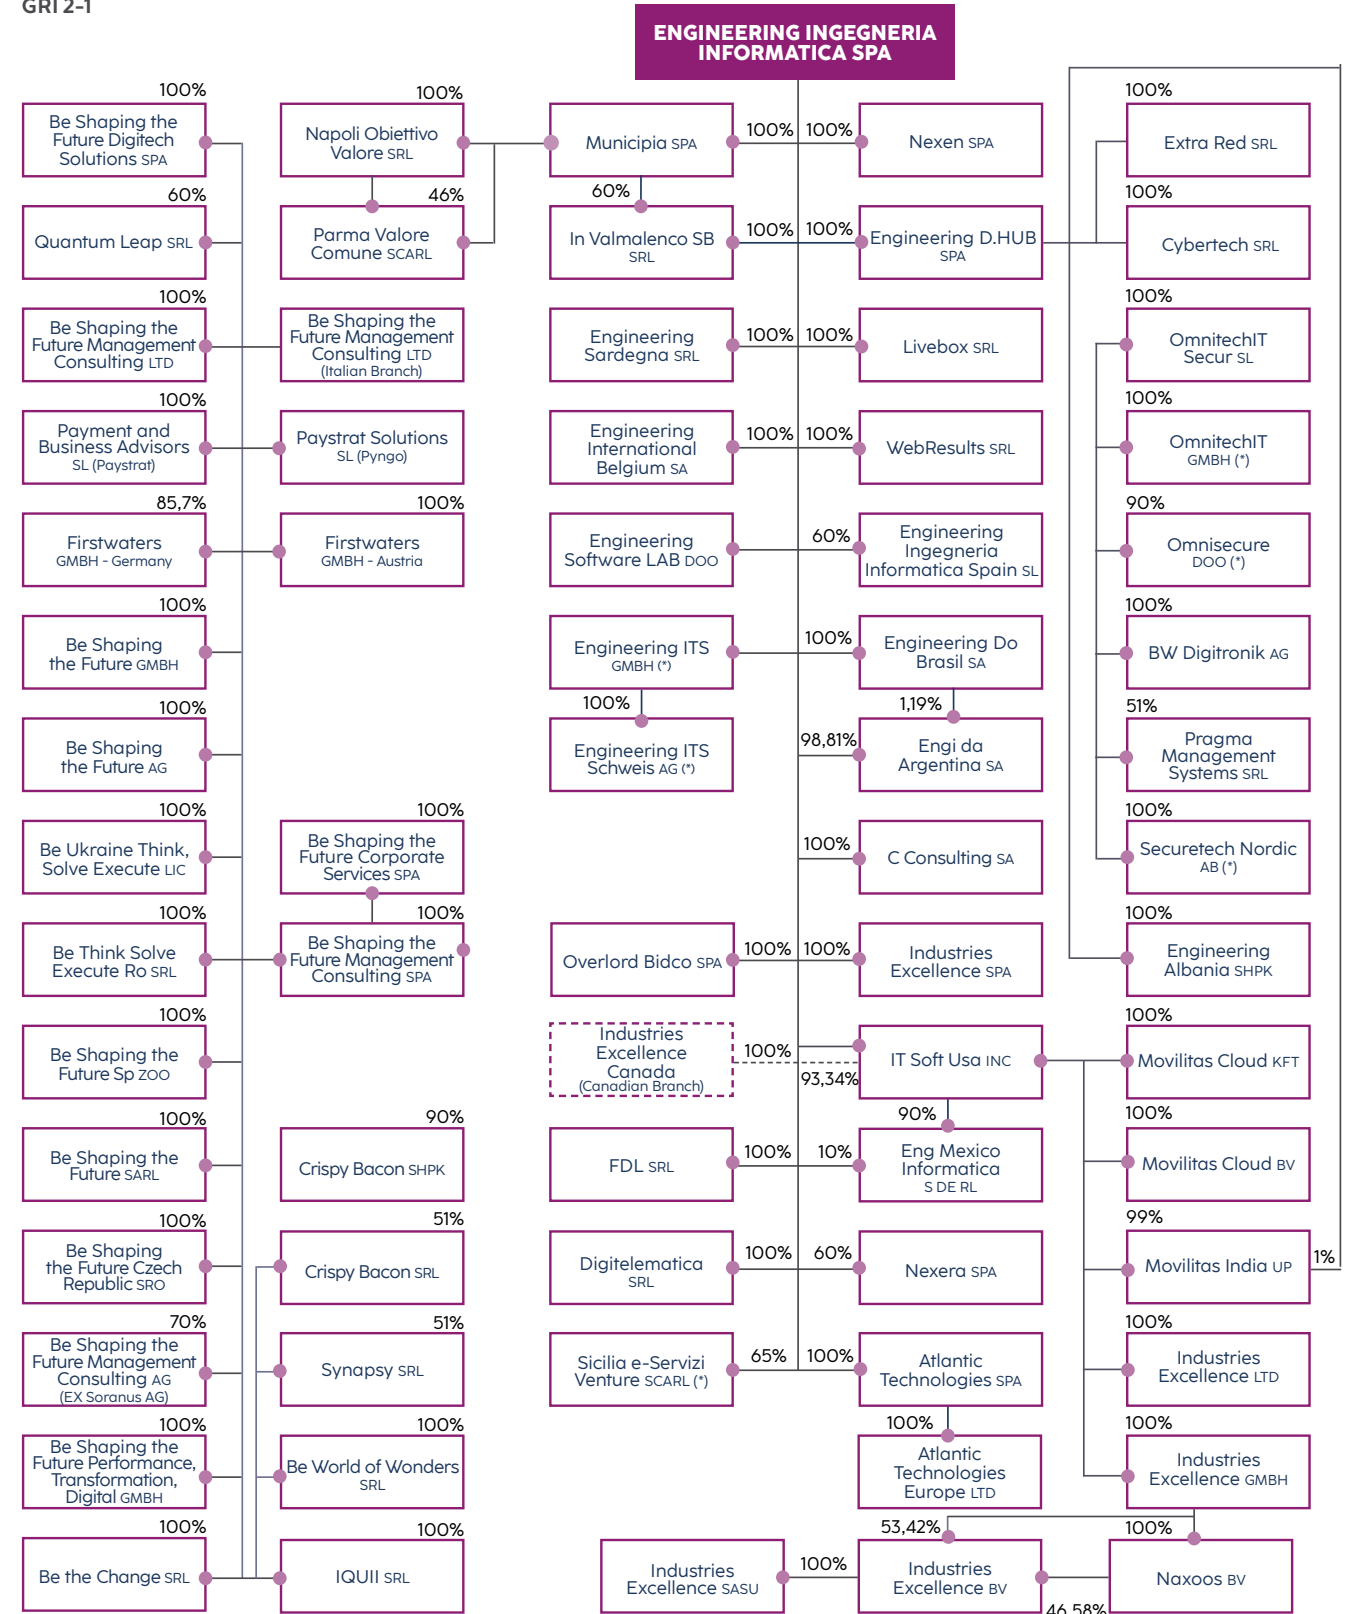 GRI 2-1
ENGINEERING INGEGNERIA
INFORMATICA SPA
100%
Be Shaping the
Future Digitech
Solutions SPA
60%
Quantum Leap SRL
100%
Be Shaping the
Future Management
Consulting LTD
100%
Payment and
Business Advisors
SL (Paystrat)
85,7%
Firstwaters
GMBH - Germany
100%
Be Shaping
the Future GMBH
100%
Be Shaping
the Future AG
100%
Be Ukraine Think,
Solve Execute LIC
100%
Be Think Solve
Execute Ro SRL
100%
Be Shaping the
Future Sp ZOO
100%
Be Shaping the
Future SARL
100%
Be Shaping
the Future Czech
Republic SRO
70%
Be Shaping the
Future Management
Consulting AG
(EX Soranus AG)
100%
Be Shaping the
Future Performance,
Transformation,
Digital GMBH
100%
Be the Change SRL
100%
Napoli Obiettivo
Valore SRL
46%
Parma Valore
Comune SCARL
Be Shaping the
Future Management
Consulting LTD
(Italian Branch)
Paystrat Solutions
SL (Pyngo)
100%
Firstwaters
GMBH - Austria
100%
Be Shaping the
Future Corporate
Services SPA
100%
Be Shaping the
Future Management
Consulting SPA
90%
Crispy Bacon SHPK
51%
Crispy Bacon SRL
51%
Synapsy SRL
100%
Be World of Wonders
SRL
100%
IQUII SRL
Municipia SPA
100%
60%
In Valmalenco SB
SRL
100%
Engineering
Sardegna SRL
100%
Engineering
International
Belgium SA
100%
Engineering
Software LAB DOO
Engineering ITS
GMBH (*)
100%
Engineering ITS
Schweis AG (*)
Overlord Bidco SPA
100%
Industries
Excellence
Canada
(Canadian Branch)
100%
FDL SRL
100%
Digitelematica
SRL
100%
Sicilia e-Servizi
Venture SCARL (*)
65%
Industries
Excellence SASU
100%
100%
Nexen SPA
100%
Engineering D.HUB
SPA
100%
Livebox SRL
100%
WebResults SRL
60%
Engineering
Ingegneria
Informatica Spain SL
100%
Engineering Do
Brasil SA
1,19%
98,81%
Engi da
Argentina SA
100%
C Consulting SA
100%
Industries
Excellence SPA
93,34%
IT Soft Usa INC
90%
10%
Eng Mexico
Informatica
S DE RL
60%
Nexera SPA
100%
Atlantic
Technologies SPA
100%
Atlantic
Technologies
Europe LTD
53,42%
Industries
Excellence BV
46,58%
100%
Extra Red SRL
100%
Cybertech SRL
100%
OmnitechIT
Secur SL
100%
OmnitechIT
GMBH (*)
90%
Omnisecure
DOO (*)
100%
BW Digitronik AG
51%
Pragma
Management
Systems SRL
100%
Securetech Nordic
AB (*)
100%
Engineering
Albania SHPK
100%
Movilitas Cloud KFT
100%
Movilitas Cloud BV
99%
Movilitas India UP
1%
100%
Industries
Excellence LTD
100%
Industries
Excellence GMBH
100%
Naxoos BV